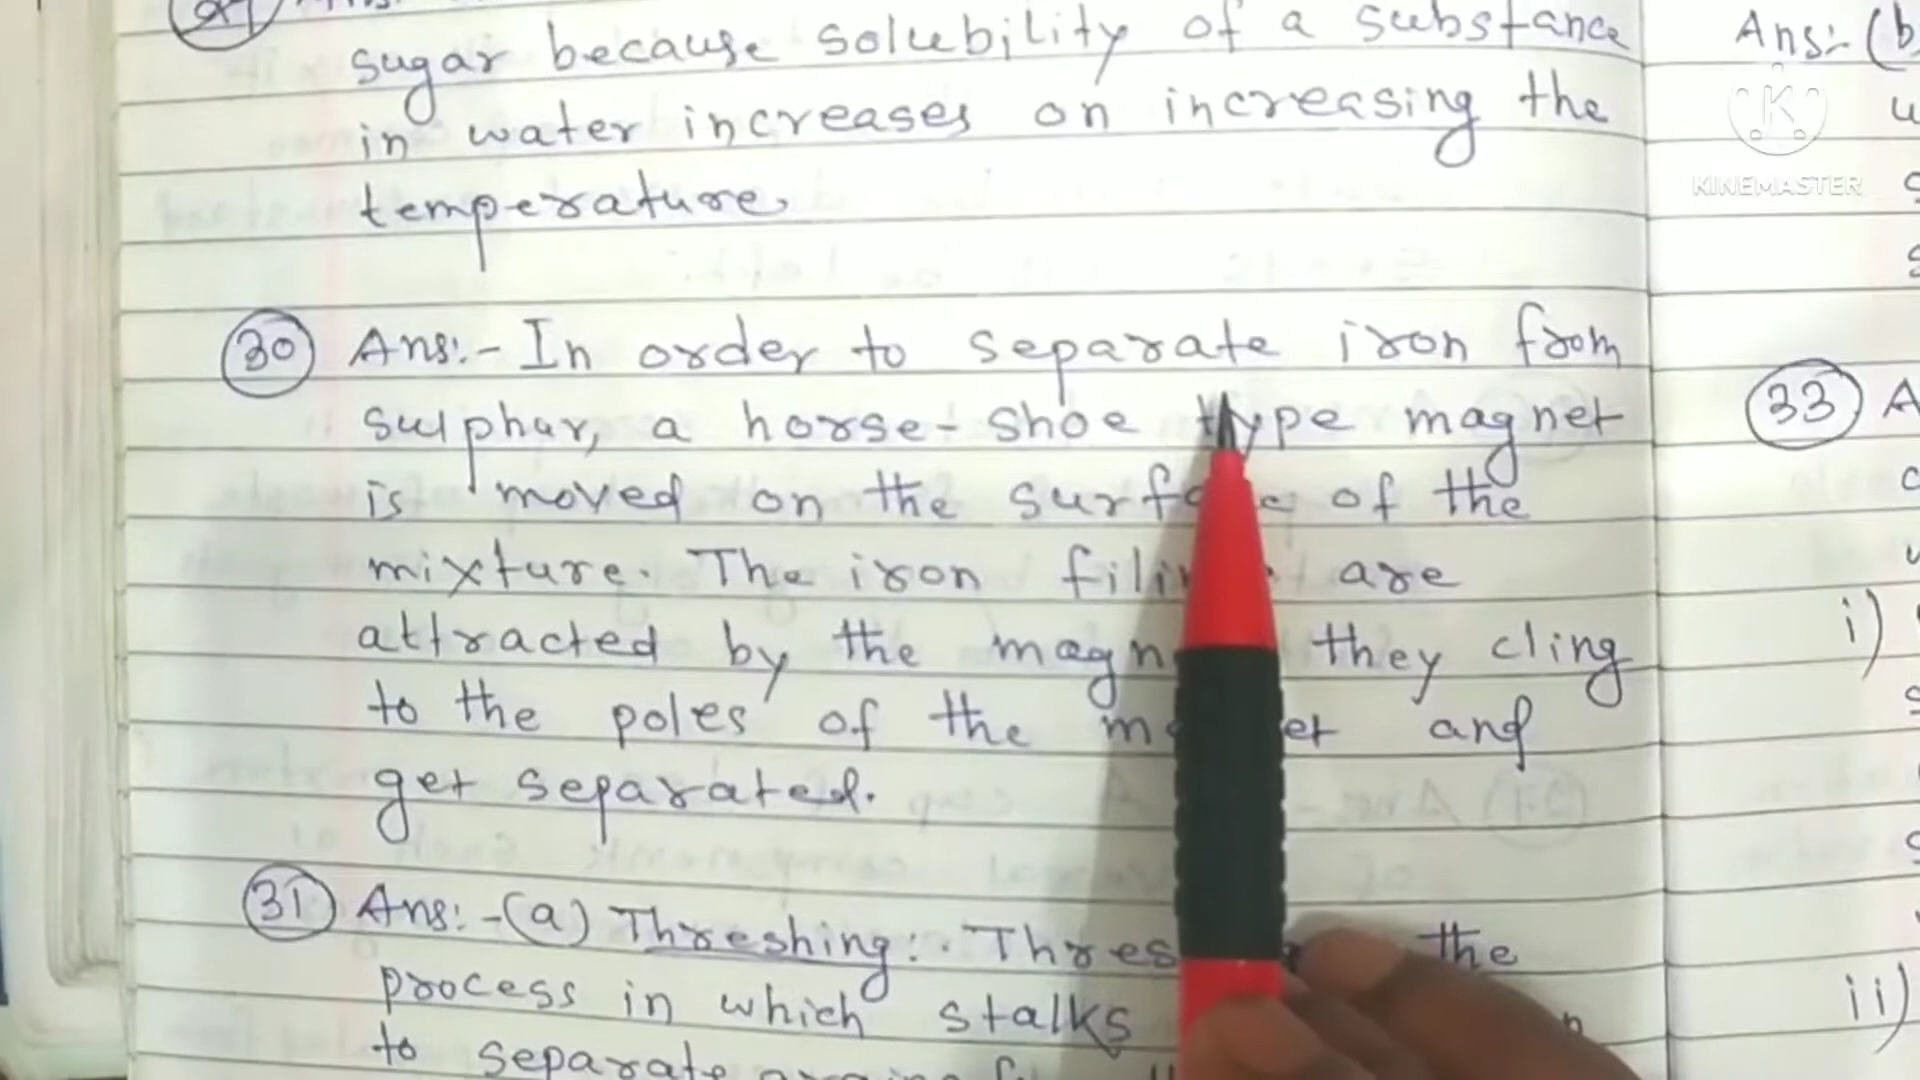 sugar because solubility of a substance
in water increases on increasing the
temperature.
30 Ans:- In order to separate iron from
sulphur, a horse-shoe type magnet
is moved on the surface of the
mixture. The iron are
attracted by the they cling
to the poles of the and
get separated.
31 Ans:-(a) Threshing:- the
process in which stalks
to separate
Ans:- (b
KINEMASTER
33 A
i)
ii)